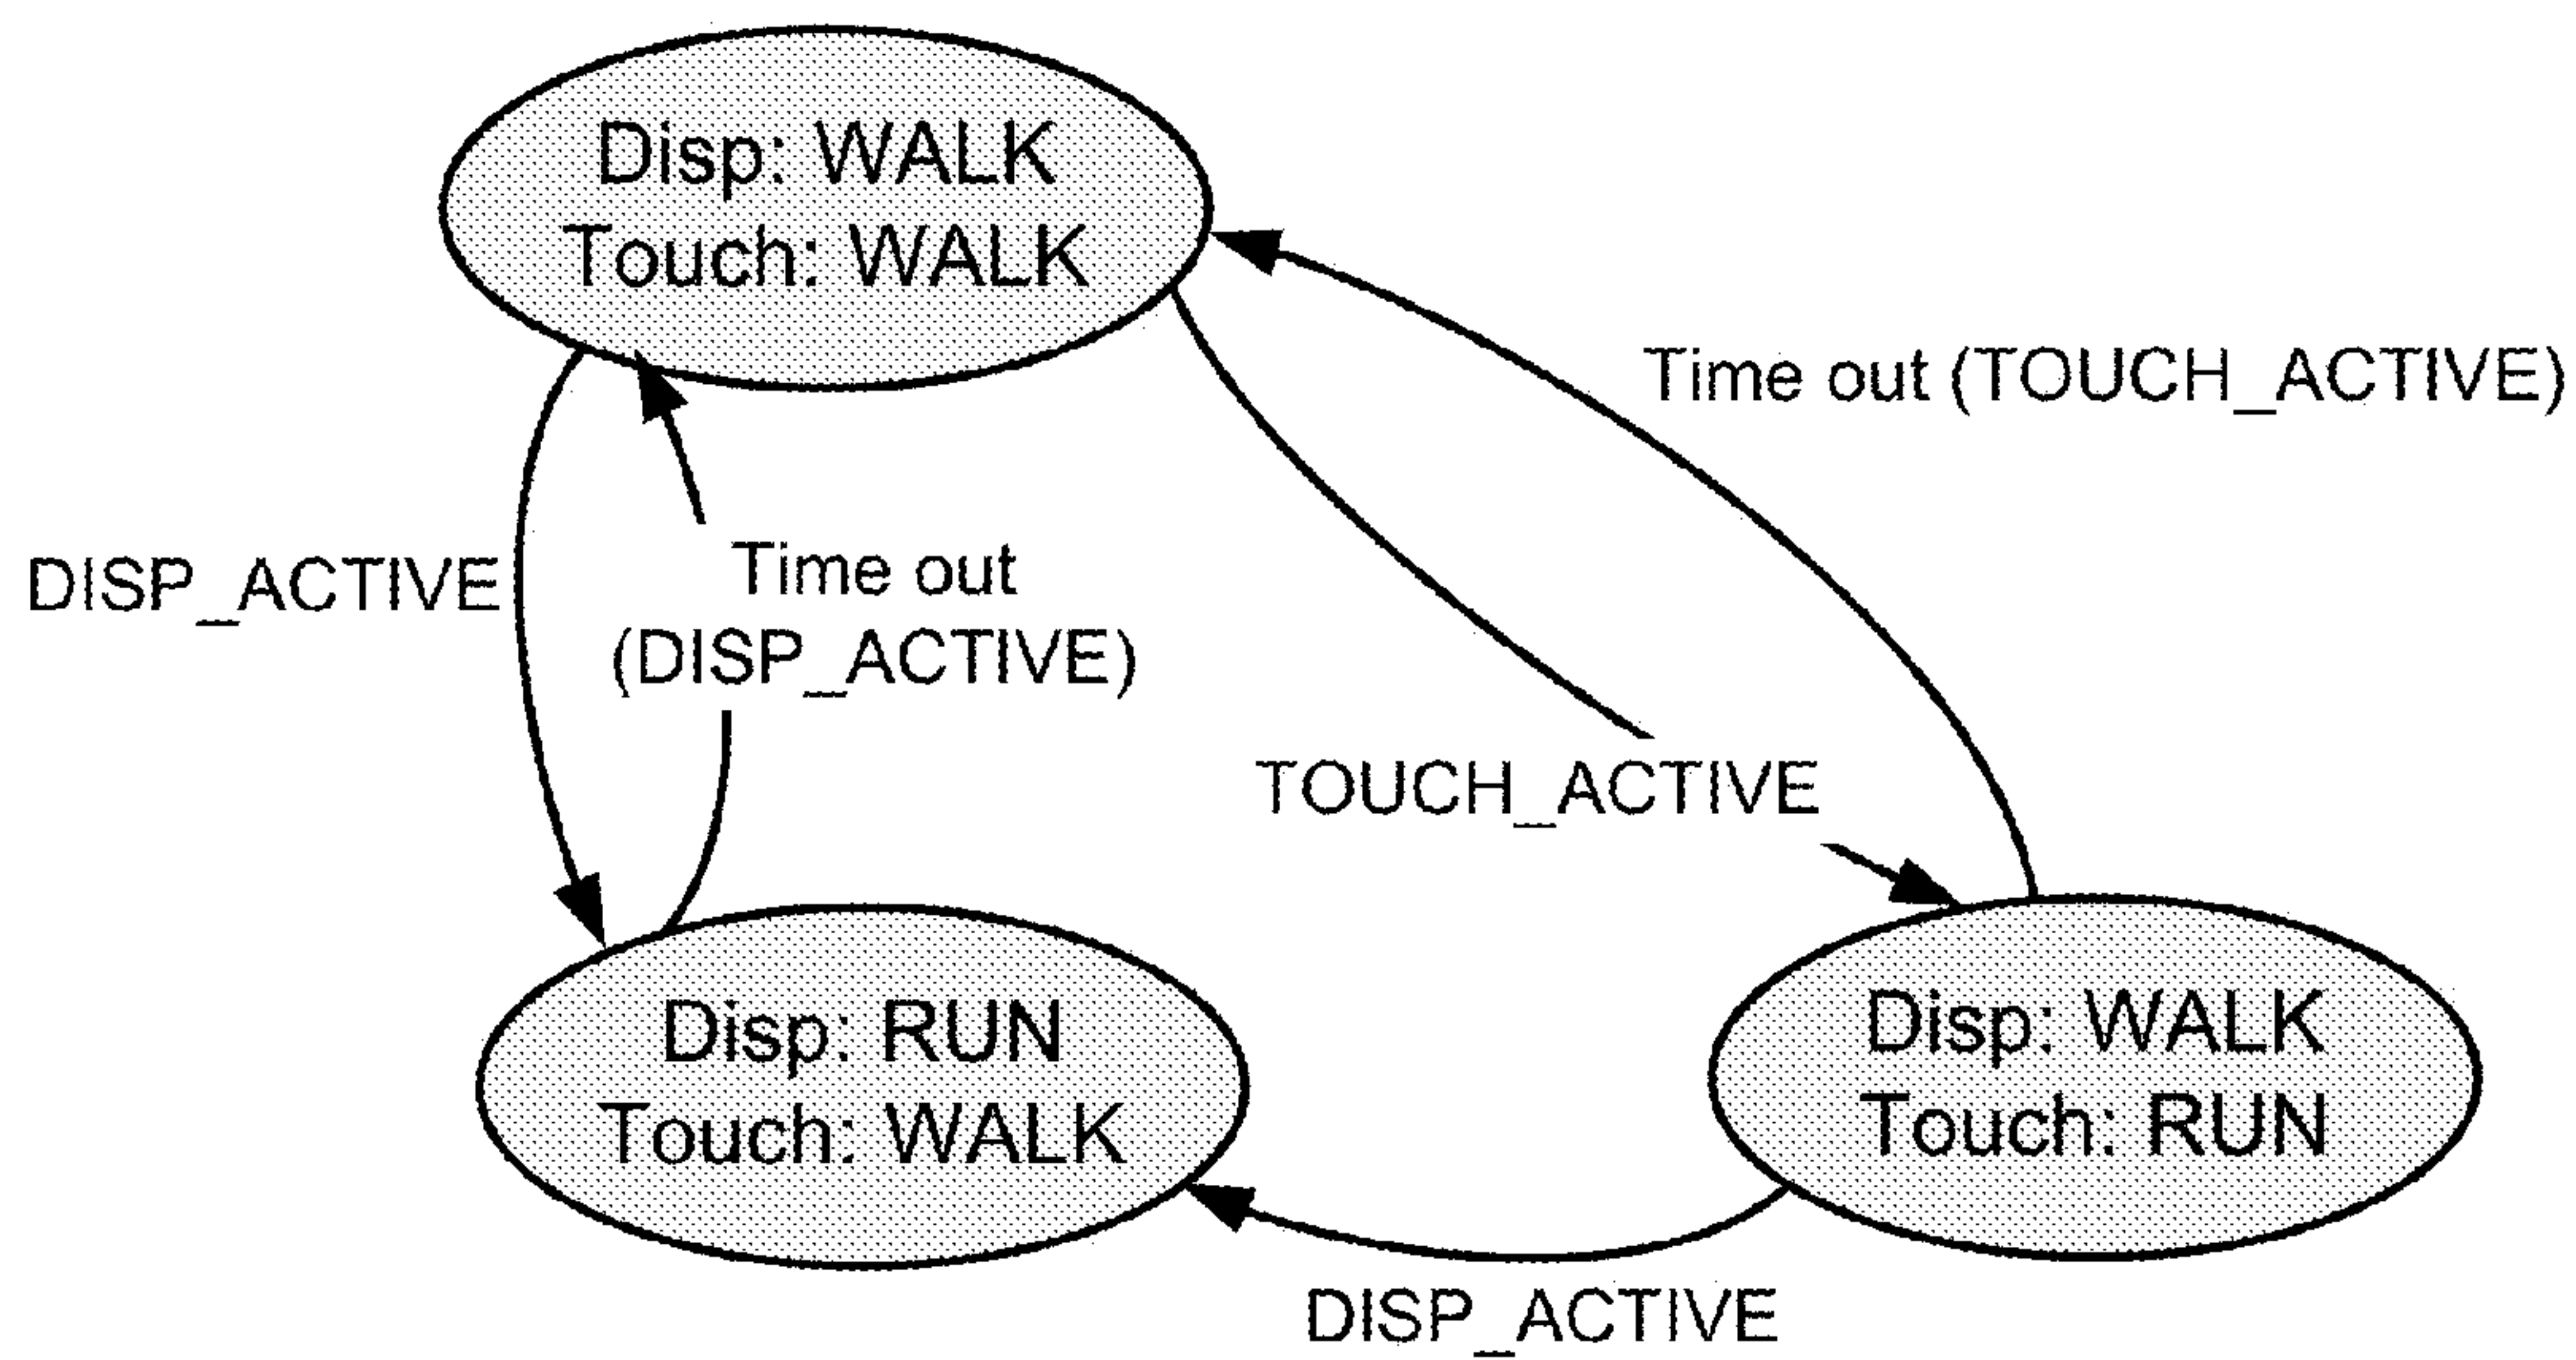 Disp: WALK
Touch: WALK
Time out (TOUCH_ACTIVE)
DISP_ACTIVE
Time out
(DISP_ACTIVE)
TOUCH_ACTIVE
Disp: RUN
Touch: WALK
Disp: WALK
Touch: RUN
DISP_ACTIVE